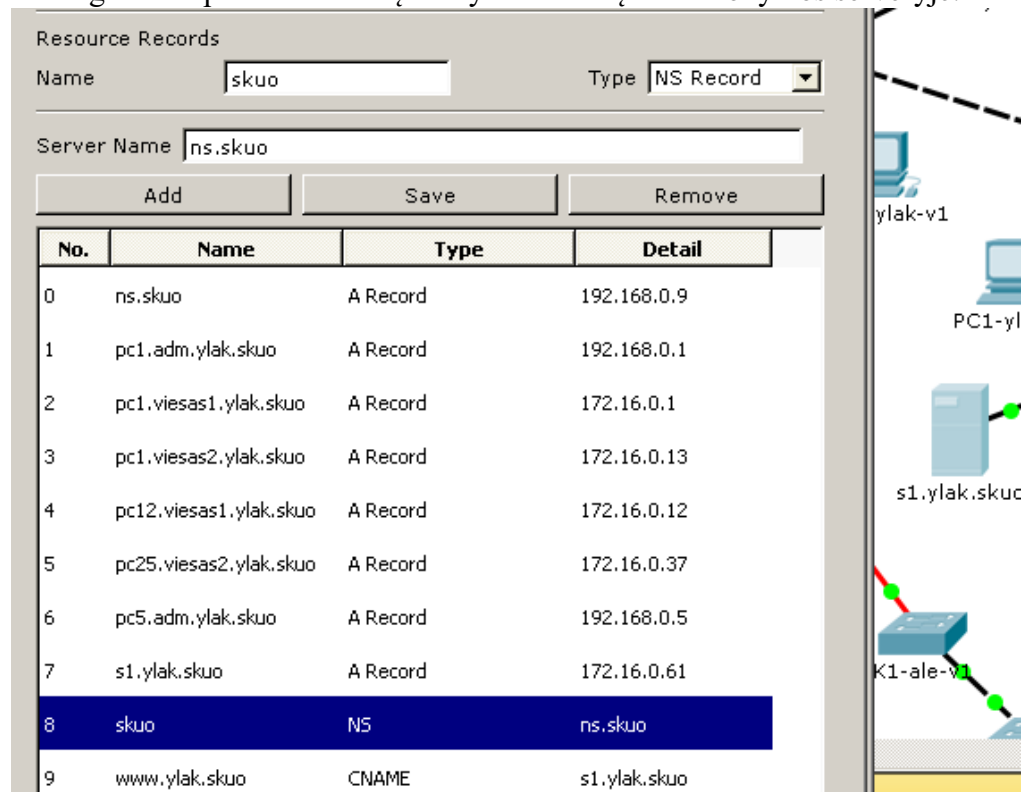 Resource Records
Name skuo Type NS Record
Server Name ns.skuo
Add Save Remove
No. Name Type Detail
0 ns.skuo A Record 192.168.0.9
1 pc1.adm.ylak.skuo A Record 192.168.0.1
2 pc1.viesas1.ylak.skuo A Record 172.16.0.1
3 pc1.viesas2.ylak.skuo A Record 172.16.0.13
4 pc12.viesas1.ylak.skuo A Record 172.16.0.12
5 pc25.viesas2.ylak.skuo A Record 172.16.0.37
6 pc5.adm.ylak.skuo A Record 192.168.0.5
7 s1.ylak.skuo A Record 172.16.0.61
8 skuo NS ns.skuo
9 www.ylak.skuo CNAME s1.ylak.skuo
ylak-v1
PC1-yl
s1.ylak.skuo
K1-ale-v1